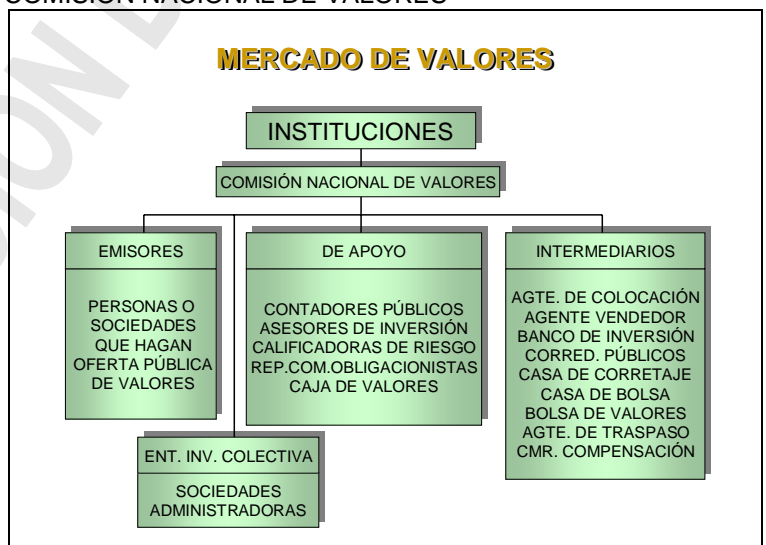 COMISIÓN NACIONAL DE VALORES
MERCADO DE VALORES
INSTITUCIONES
COMISIÓN NACIONAL DE VALORES
EMISORES
PERSONAS O
SOCIEDADES
QUE HAGAN
OFERTA PÚBLICA
DE VALORES
DE APOYO
CONTADORES PÚBLICOS
ASESORES DE INVERSIÓN
CALIFICADORAS DE RIESGO
REP.COM.OBLIGACIONISTAS
CAJA DE VALORES
INTERMEDIARIOS
AGTE. DE COLOCACIÓN
AGENTE VENDEDOR
BANCO DE INVERSIÓN
CORRED. PÚBLICOS
CASA DE CORRETAJE
CASA DE BOLSA
BOLSA DE VALORES
AGTE. DE TRASPASO
CMR. COMPENSACIÓN
ENT. INV. COLECTIVA
SOCIEDADES
ADMINISTRADORAS